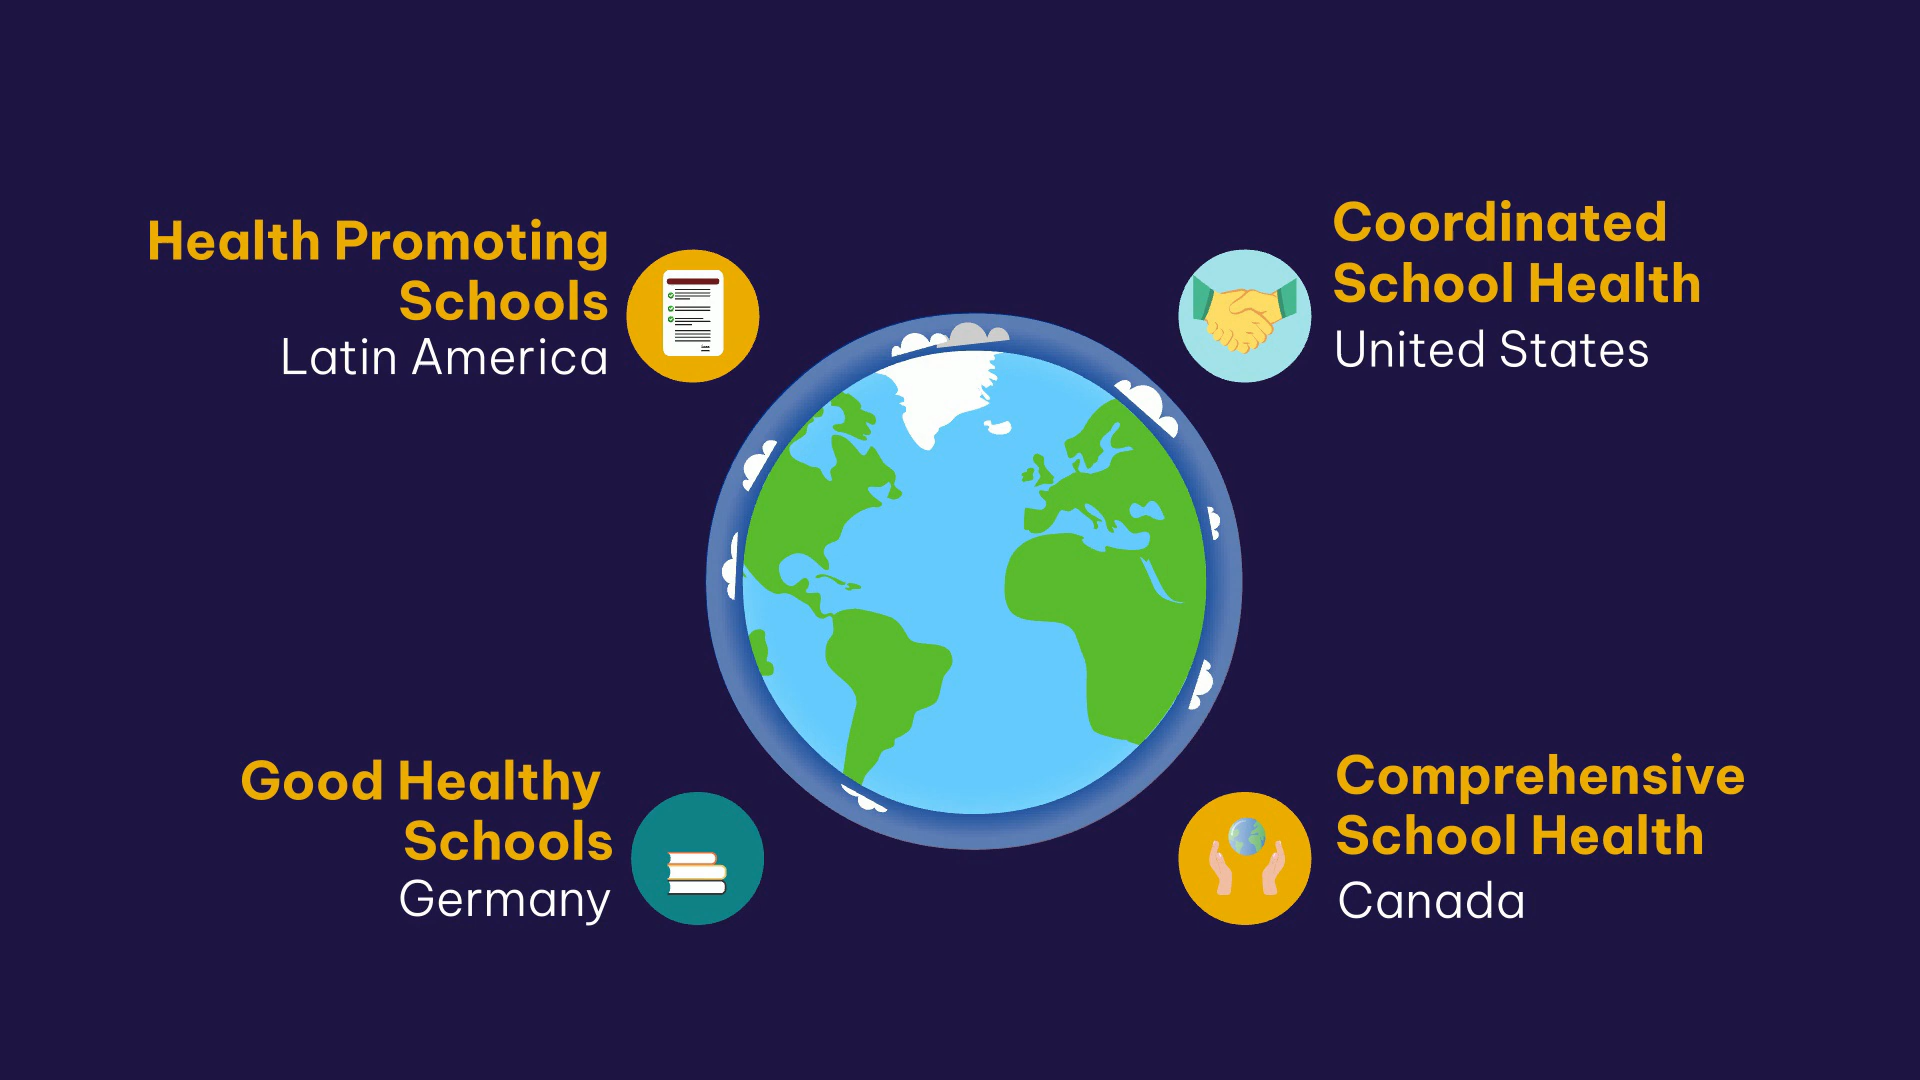 Health Promoting
Schools
Latin America
Coordinated
School Health
United States
Good Healthy
Schools
Germany
Comprehensive
School Health
Canada